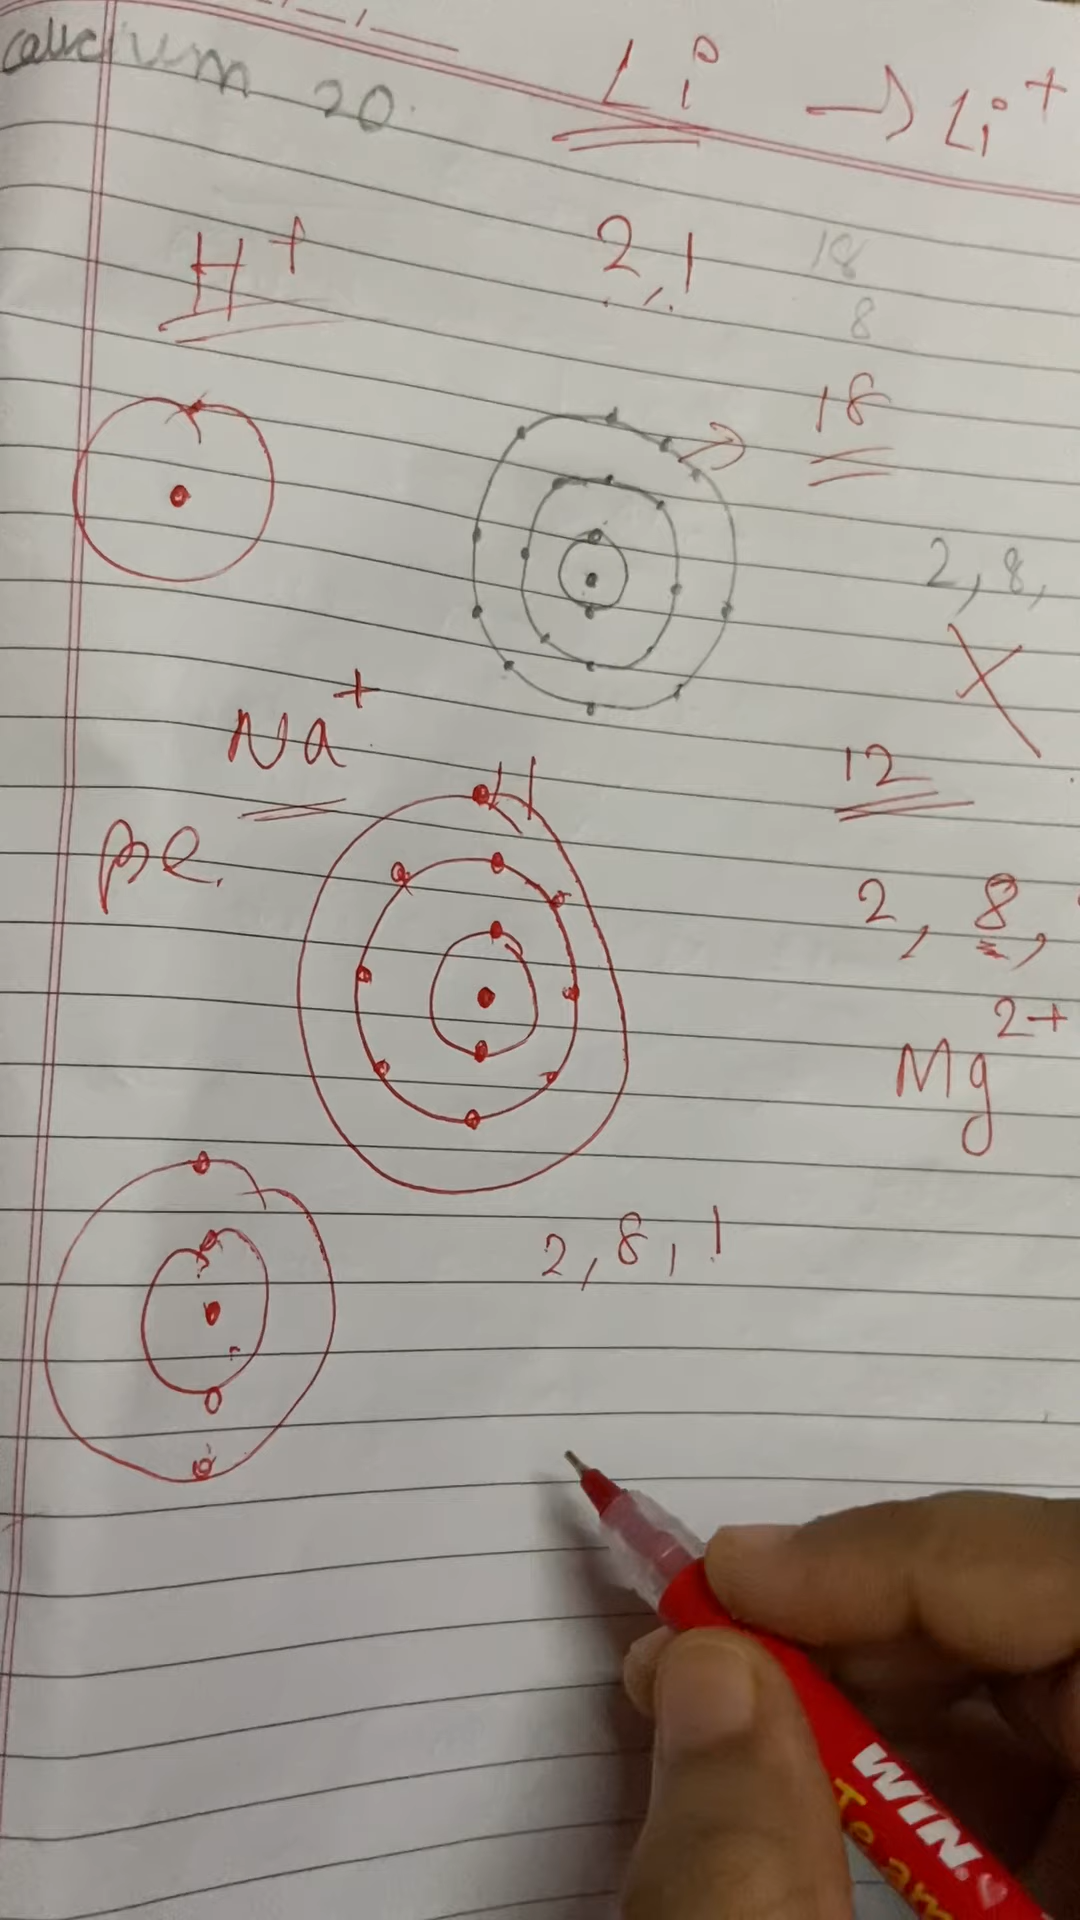 calcium 20.
Li → Li+
H+
2,1
18
8
18
2, 8,
Na+
12
Be.
2, 8,
Mg2+
2, 8, 1
WIN
Team